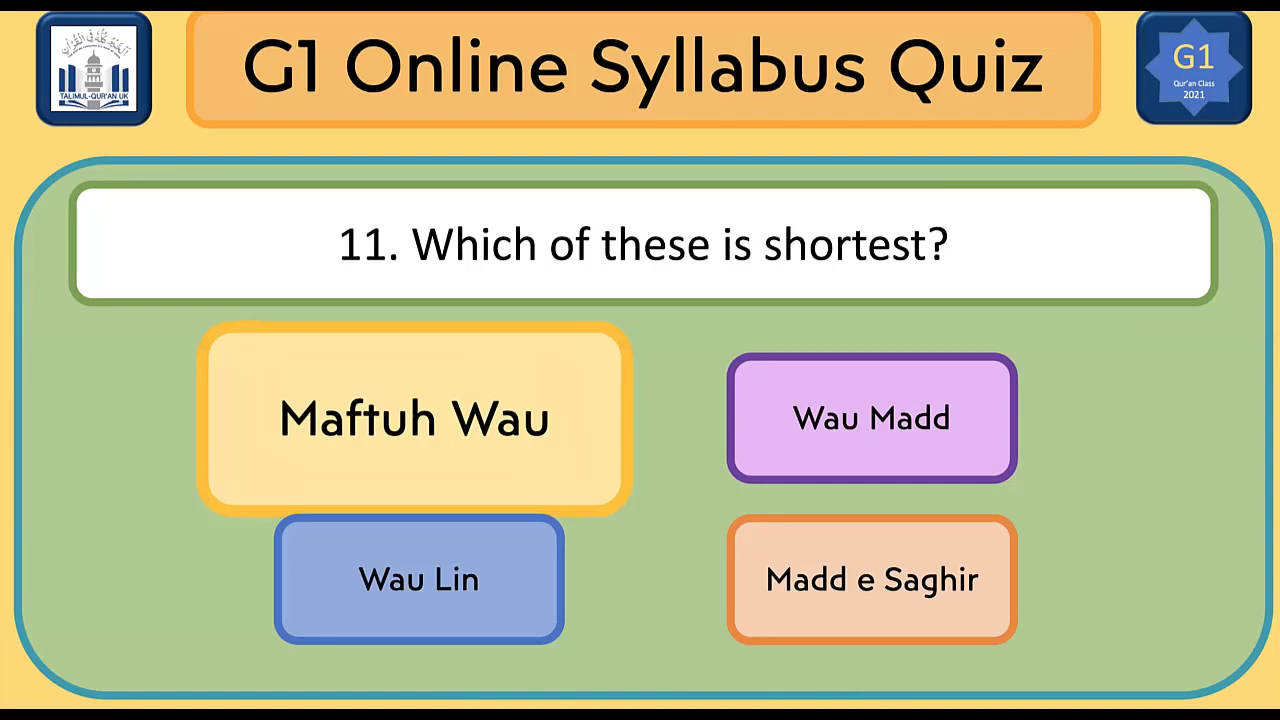 G1 Online Syllabus Quiz
TALIMUL-QUR'AN UK
G1
Qur'an Class
2021
11. Which of these is shortest?
Maftuh Wau
Wau Madd
Wau Lin
Madd e Saghir